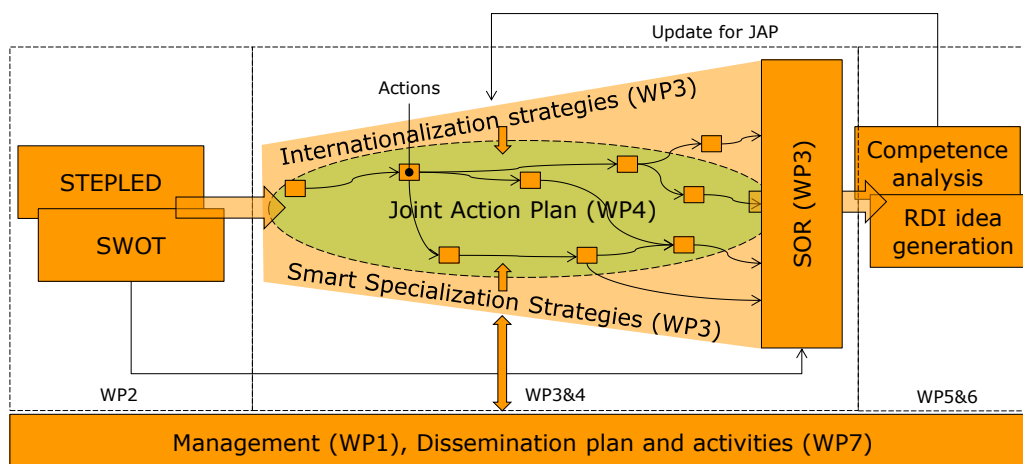 Update for JAP
Actions
Internationalization strategies (WP3)
STEPLED
SWOT
Joint Action Plan (WP4)
SOR (WP3)
Competence
analysis
RDI idea
generation
Smart Specialization Strategies (WP3)
WP2
WP3&4
WP5&6
Management (WP1), Dissemination plan and activities (WP7)